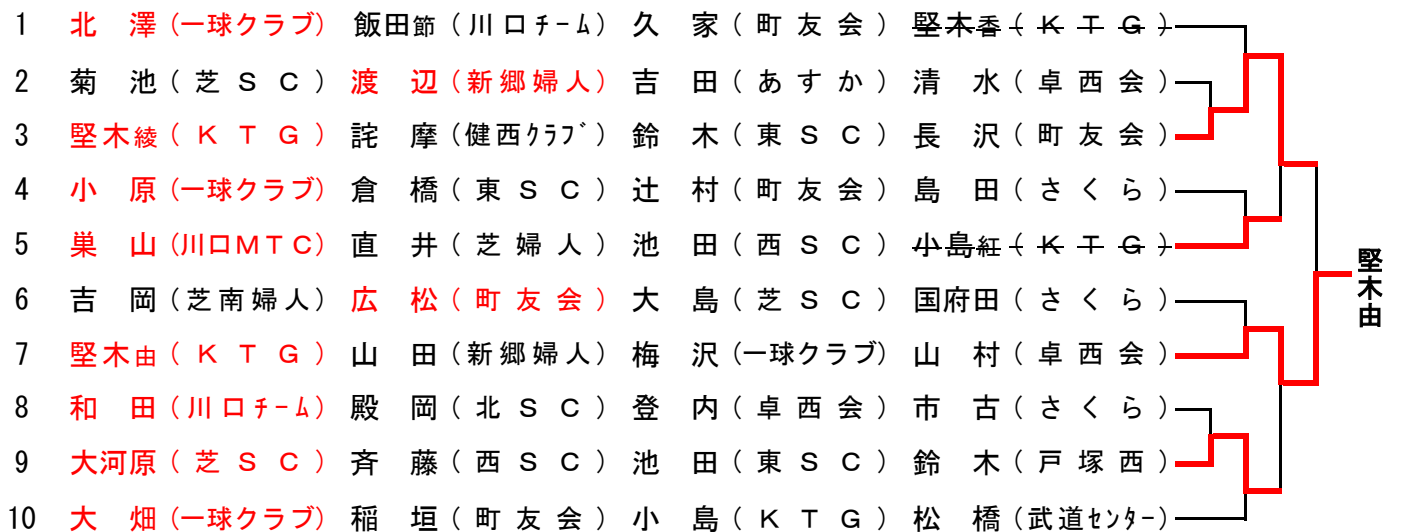 1 北 澤 (一球クラブ) 飯田節 (川口チーム) 久 家 (町友会) 堅木香 (KTG)
2 菊 池 (芝SC) 渡 辺 (新郷婦人) 吉 田 (あすか) 清 水 (卓西会)
3 堅木綾 (KTG) 詫 摩 (健西クラブ) 鈴 木 (東SC) 長 沢 (町友会)
4 小 原 (一球クラブ) 倉 橋 (東SC) 辻 村 (町友会) 島 田 (さくら)
5 巣 山 (川口MTC) 直 井 (芝婦人) 池 田 (西SC) 小島紅 (KTG)
堅木由
6 吉 岡 (芝南婦人) 広 松 (町友会) 大 島 (芝SC) 国府田 (さくら)
7 堅木由 (KTG) 山 田 (新郷婦人) 梅 沢 (一球クラブ) 山 村 (卓西会)
8 和 田 (川口チーム) 殿 岡 (北SC) 登 内 (卓西会) 市 古 (さくら)
9 大河原 (芝SC) 斉 藤 (西SC) 池 田 (東SC) 鈴 木 (戸塚西)
10 大 畑 (一球クラブ) 稲 垣 (町友会) 小 島 (KTG) 松 橋 (武道センター)